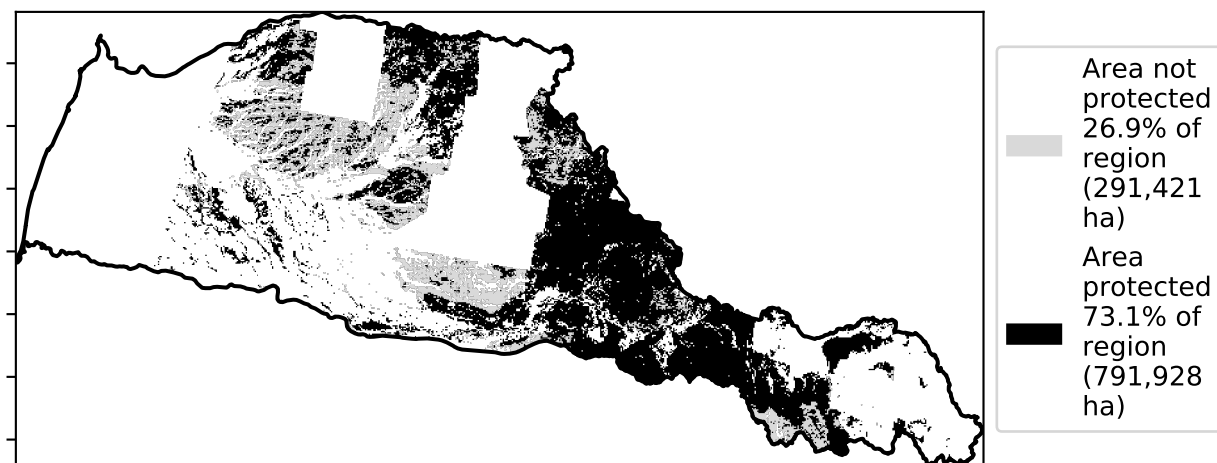 Area not
protected
26.9% of
region
(291,421
ha)
Area
protected
73.1% of
region
(791,928
ha)